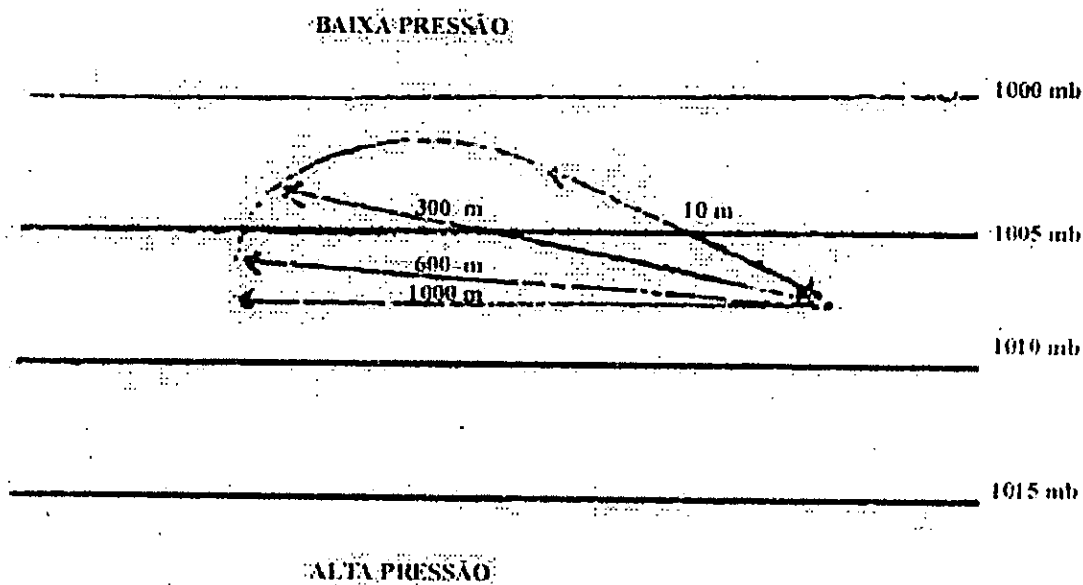 BAIXA PRESSÃO
1000 mb
300 m
10 m
1005 mb
600 m
1000 m
1010 mb
1015 mb
ALTA PRESSÃO